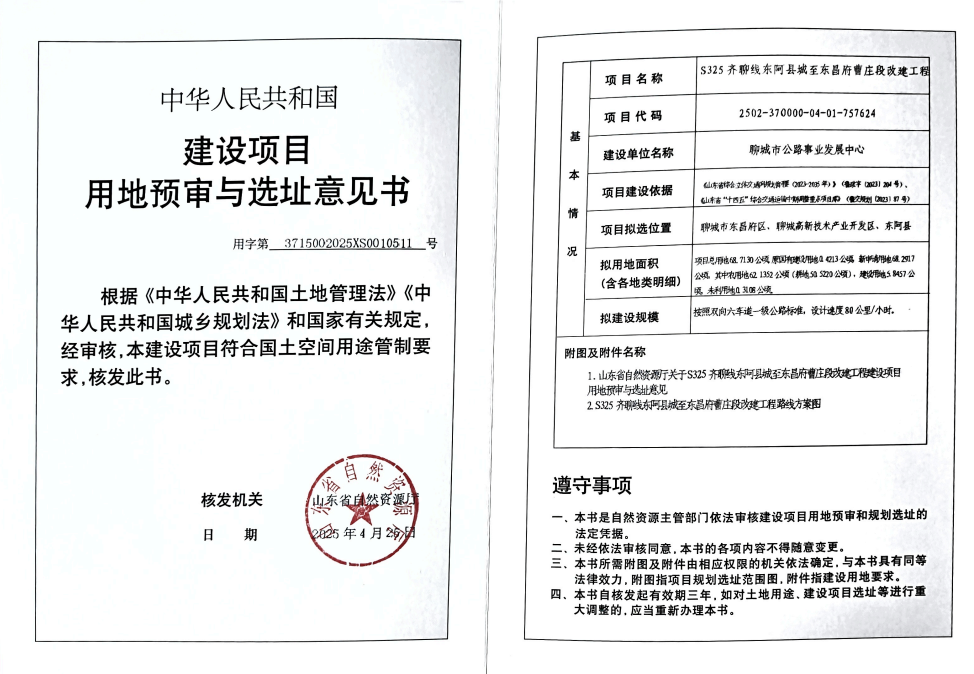 中华人民共和国
建设项目
用地预审与选址意见书
用字第 3715002025XS0010511 号
根据《中华人民共和国土地管理法》《中
华人民共和国城乡规划法》和国家有关规定，
经审核，本建设项目符合国土空间用途管制要
求，核发此书。
核发机关 山东省自然资源厅
日 期 2025年4月25日
山东省自然资源厅
基本情况
项目名称 S325齐聊线东阿县城至东昌府曹庄段改建工程
项目代码 2502-370000-04-01-757624
建设单位名称 聊城市公路事业发展中心
项目建设依据 《山东省综合立体交通网规划纲要（2023-2035年）》（鲁政字〔2023〕204号）、
《山东省“十四五”综合交通运输中期调整重点项目库》（鲁交规划〔2023〕87号）
项目拟选位置 聊城市东昌府区、聊城高新技术产业开发区、东阿县
拟用地面积
（含各地类明细）
项目总用地68.7130公顷，原国有建设用地0.4213公顷，新申请用地68.2917
公顷，其中农用地62.1352公顷（耕地50.5220公顷），建设用地5.8457公
顷，未利用地0.3108公顷
拟建设规模 按照双向六车道一级公路标准，设计速度80公里/小时。
附图及附件名称
1.山东省自然资源厅关于S325齐聊线东阿县城至东昌府曹庄段改建工程建设项目
用地预审与选址意见
2.S325齐聊线东阿县城至东昌府曹庄段改建工程路线方案图
遵守事项
一、本书是自然资源主管部门依法审核建设项目用地预审和规划选址的
法定凭据。
二、未经依法审核同意，本书的各项内容不得随意变更。
三、本书所需附图及附件由相应权限的机关依法确定，与本书具有同等
法律效力，附图指项目规划选址范围图，附件指建设用地要求。
四、本书自核发起有效期三年，如对土地用途、建设项目选址等进行重
大调整的，应当重新办理本书。